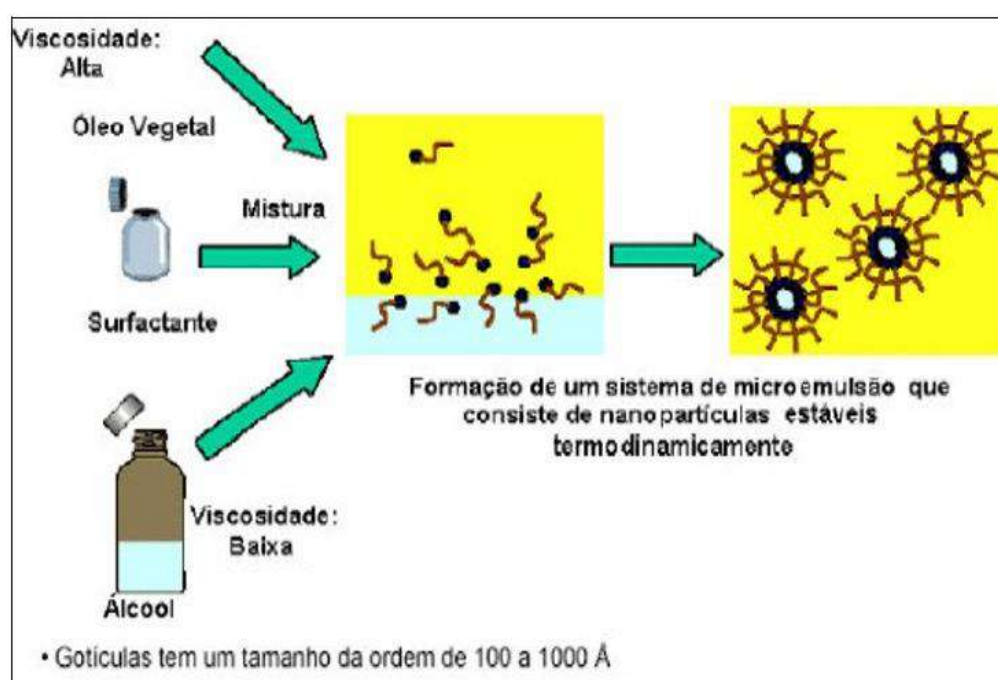 Viscosidade:
Alta
Óleo Vegetal
Mistura
Surfactante
Formação de um sistema de microemulsão que
consiste de nanopartículas estáveis
termodinamicamente
Viscosidade:
Baixa
Álcool
• Gotículas tem um tamanho da ordem de 100 a 1000 Å